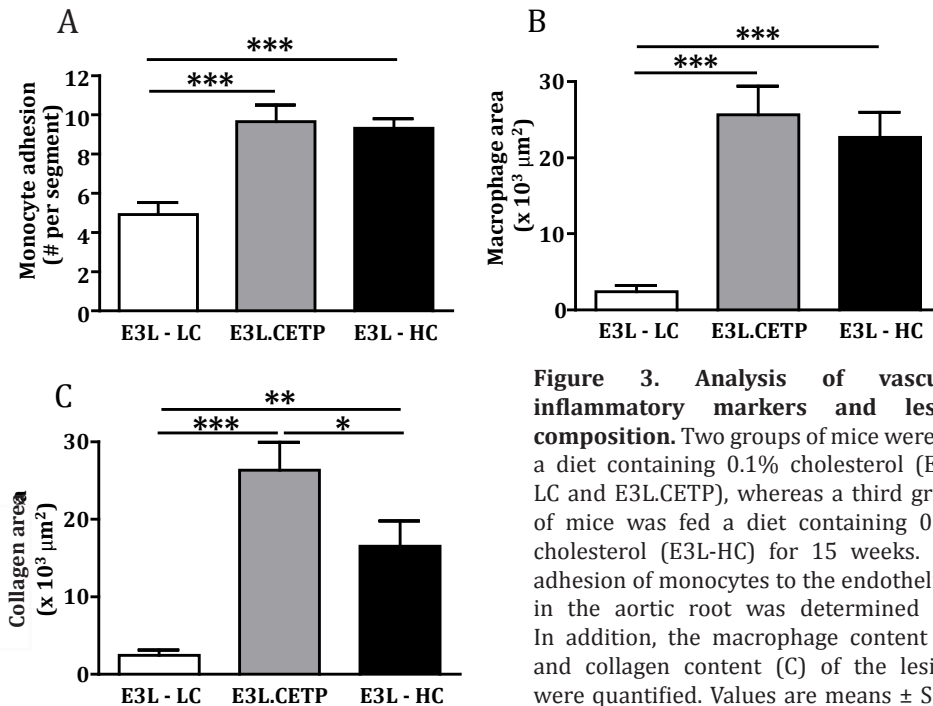 A
***
***
Monocyte adhesion
(# per segment)
12
10
8
6
4
2
0
E3L - LC E3L.CETP E3L - HC
B
***
***
Macrophage area
(x 10³ μm²)
30
20
10
0
E3L - LC E3L.CETP E3L - HC
C
**
***
*
Collagen area
(x 10³ μm²)
30
20
10
0
E3L - LC E3L.CETP E3L - HC
Figure 3. Analysis of vascu
inflammatory markers and les
composition. Two groups of mice were
a diet containing 0.1% cholesterol (E
LC and E3L.CETP), whereas a third gr
of mice was fed a diet containing 0
cholesterol (E3L-HC) for 15 weeks.
adhesion of monocytes to the endotheli
in the aortic root was determined
In addition, the macrophage content
and collagen content (C) of the lesi
were quantified. Values are means ± S